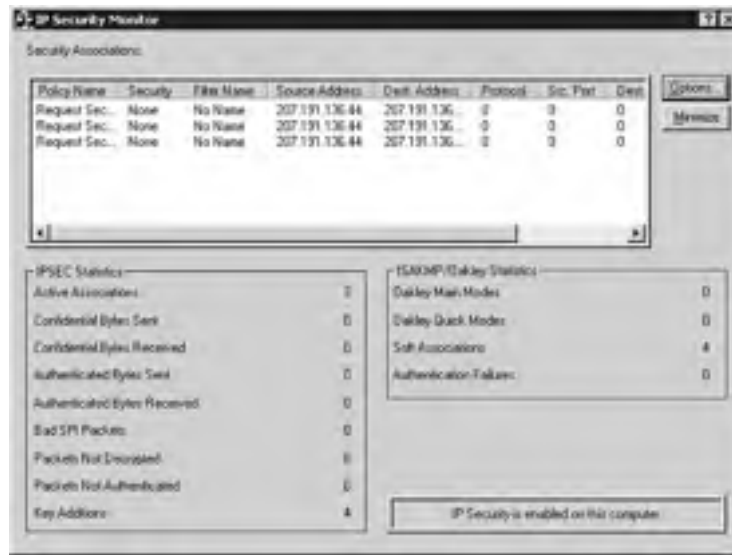 IP Security Monitor
Security Associations:
Policy Name Security Filter Name Source Address Dest. Address Protocol Src. Port Dest
Request Sec... None No Name 207.191.136.44 207.191.136... 0 0 0
Request Sec... None No Name 207.191.136.44 207.191.136... 0 0 0
Request Sec... None No Name 207.191.136.44 207.191.136... 0 0 0
Options...
Minimize
IPSEC Statistics
Active Associations
Confidential Bytes Sent 0
Confidential Bytes Received 0
Authenticated Bytes Sent 0
Authenticated Bytes Received 0
Bad SPI Packets 0
Packets Not Decrypted 0
Packets Not Authenticated 0
Key Additions 4
ISAKMP/Oakley Statistics
Oakley Main Modes 0
Oakley Quick Modes 0
Soft Associations 4
Authentication Failures 0
IP Security is enabled on this computer